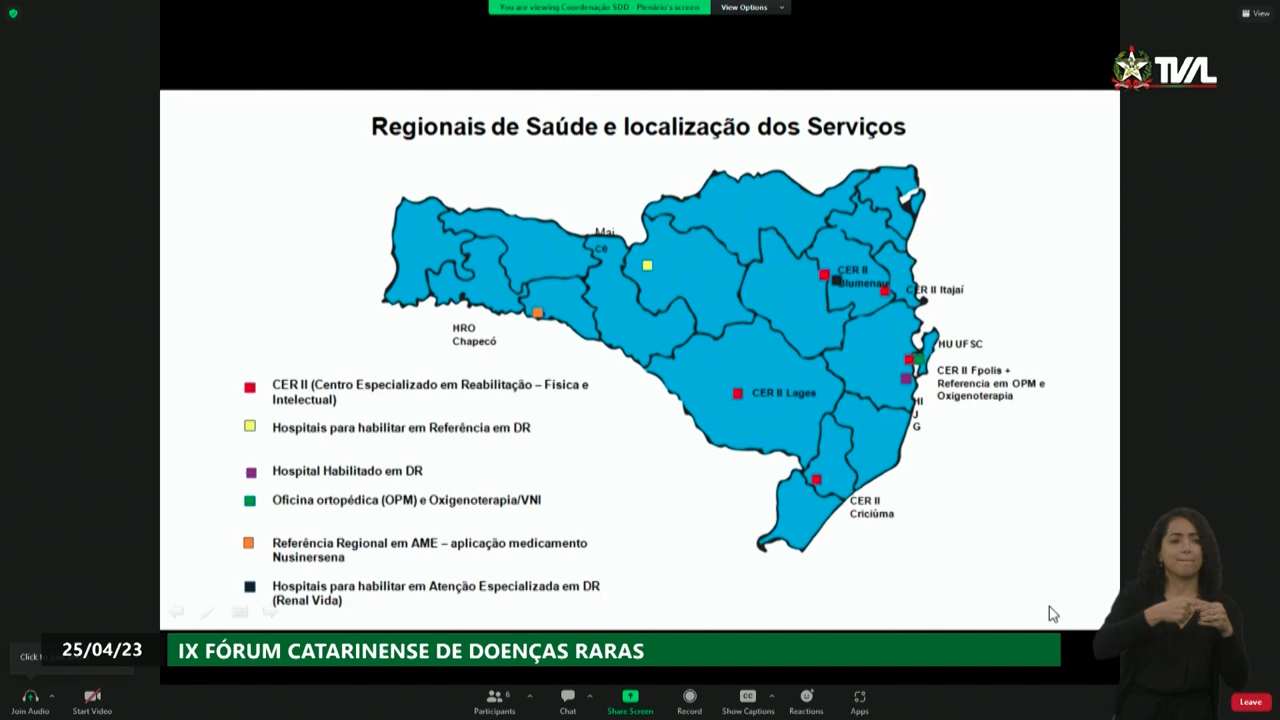 You are viewing Coordenação SDD - Plenário's screen
View Options
View
TVAL
Regionais de Saúde e localização dos Serviços
Mai
ce
CER II
Blumenau
CER II Itajaí
HRO
Chapecó
HU UFSC
CER II Fpolis +
Referencia em OPM e
Oxigenoterapia
HI
J
G
CER II Lages
CER II
Criciúma
CER II (Centro Especializado em Reabilitação – Física e
Intelectual)
Hospitais para habilitar em Referência em DR
Hospital Habilitado em DR
Oficina ortopédica (OPM) e Oxigenoterapia/VNI
Referência Regional em AME – aplicação medicamento
Nusinersena
Hospitais para habilitar em Atenção Especializada em DR
(Renal Vida)
25/04/23
IX FÓRUM CATARINENSE DE DOENÇAS RARAS
Join Audio
Start Video
Participants
6
Chat
Share Screen
Record
CC
Show Captions
Reactions
Apps
Leave